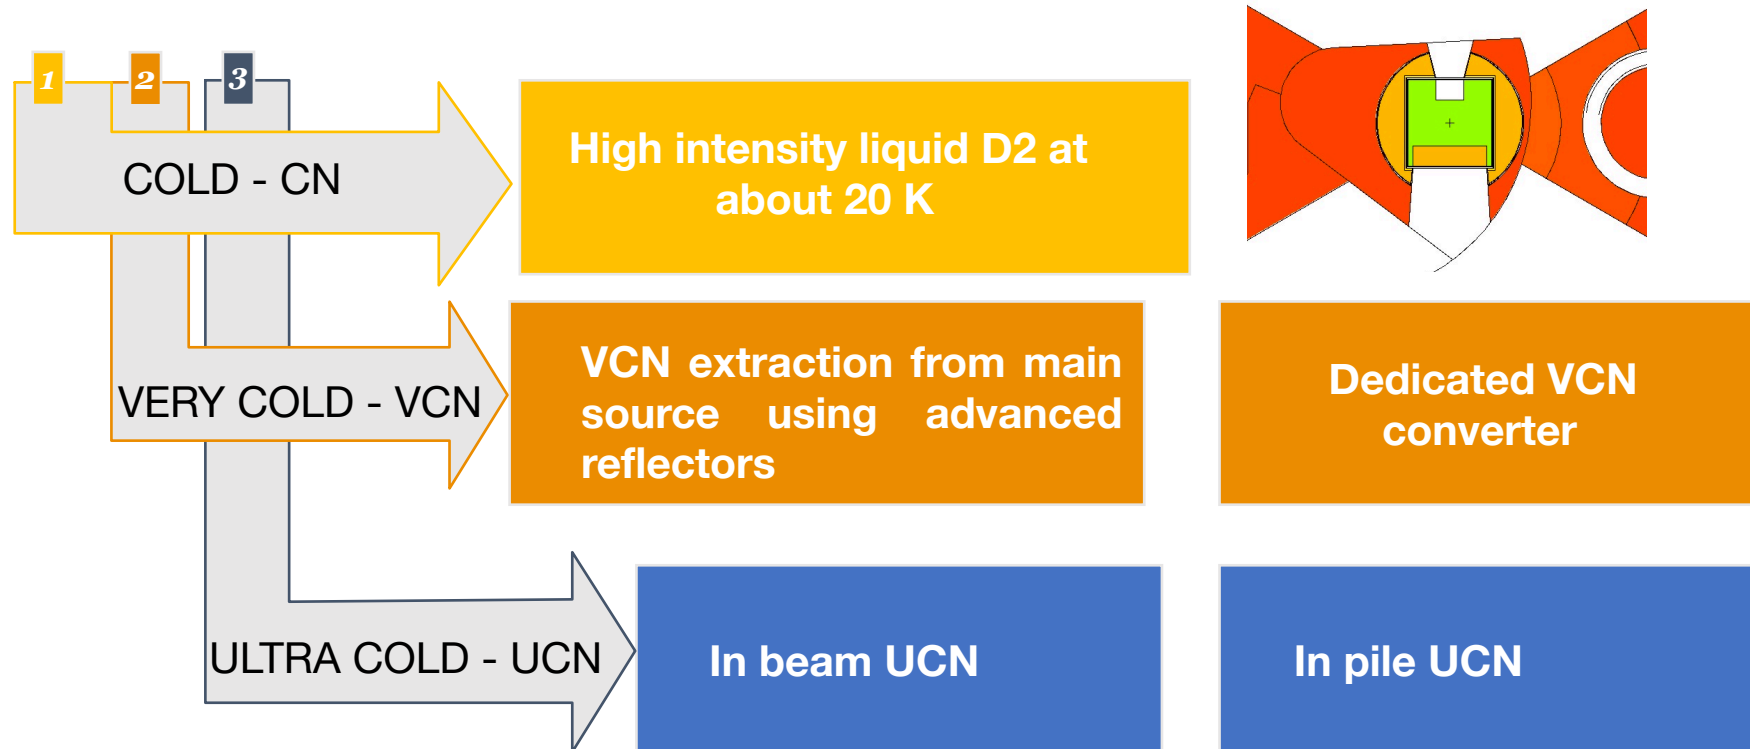 1
2
3
COLD - CN
High intensity liquid D2 at
about 20 K
VERY COLD - VCN
VCN extraction from main
source using advanced
reflectors
Dedicated VCN
converter
ULTRA COLD - UCN
In beam UCN
In pile UCN